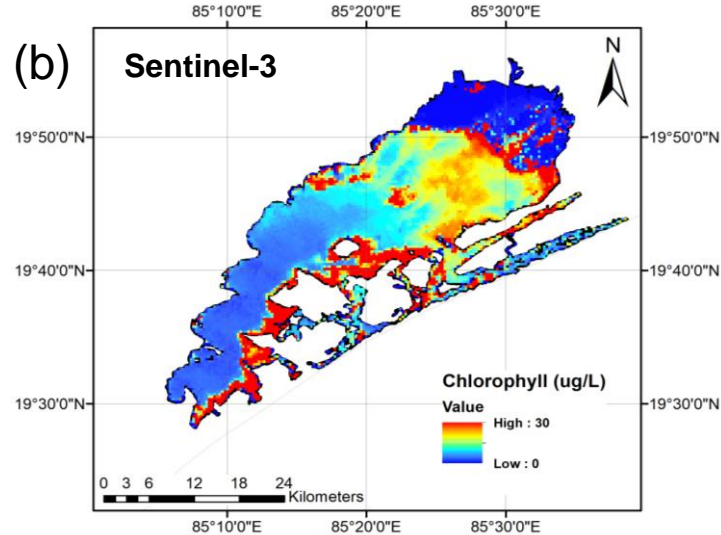 85°10'0"E 85°20'0"E 85°30'0"E
(b) Sentinel-3
N
19°50'0"N 19°50'0"N
19°40'0"N 19°40'0"N
Chlorophyll (ug/L)
Value
High : 30
19°30'0"N 19°30'0"N
Low : 0
0 3 6 12 18 24
Kilometers
85°10'0"E 85°20'0"E 85°30'0"E